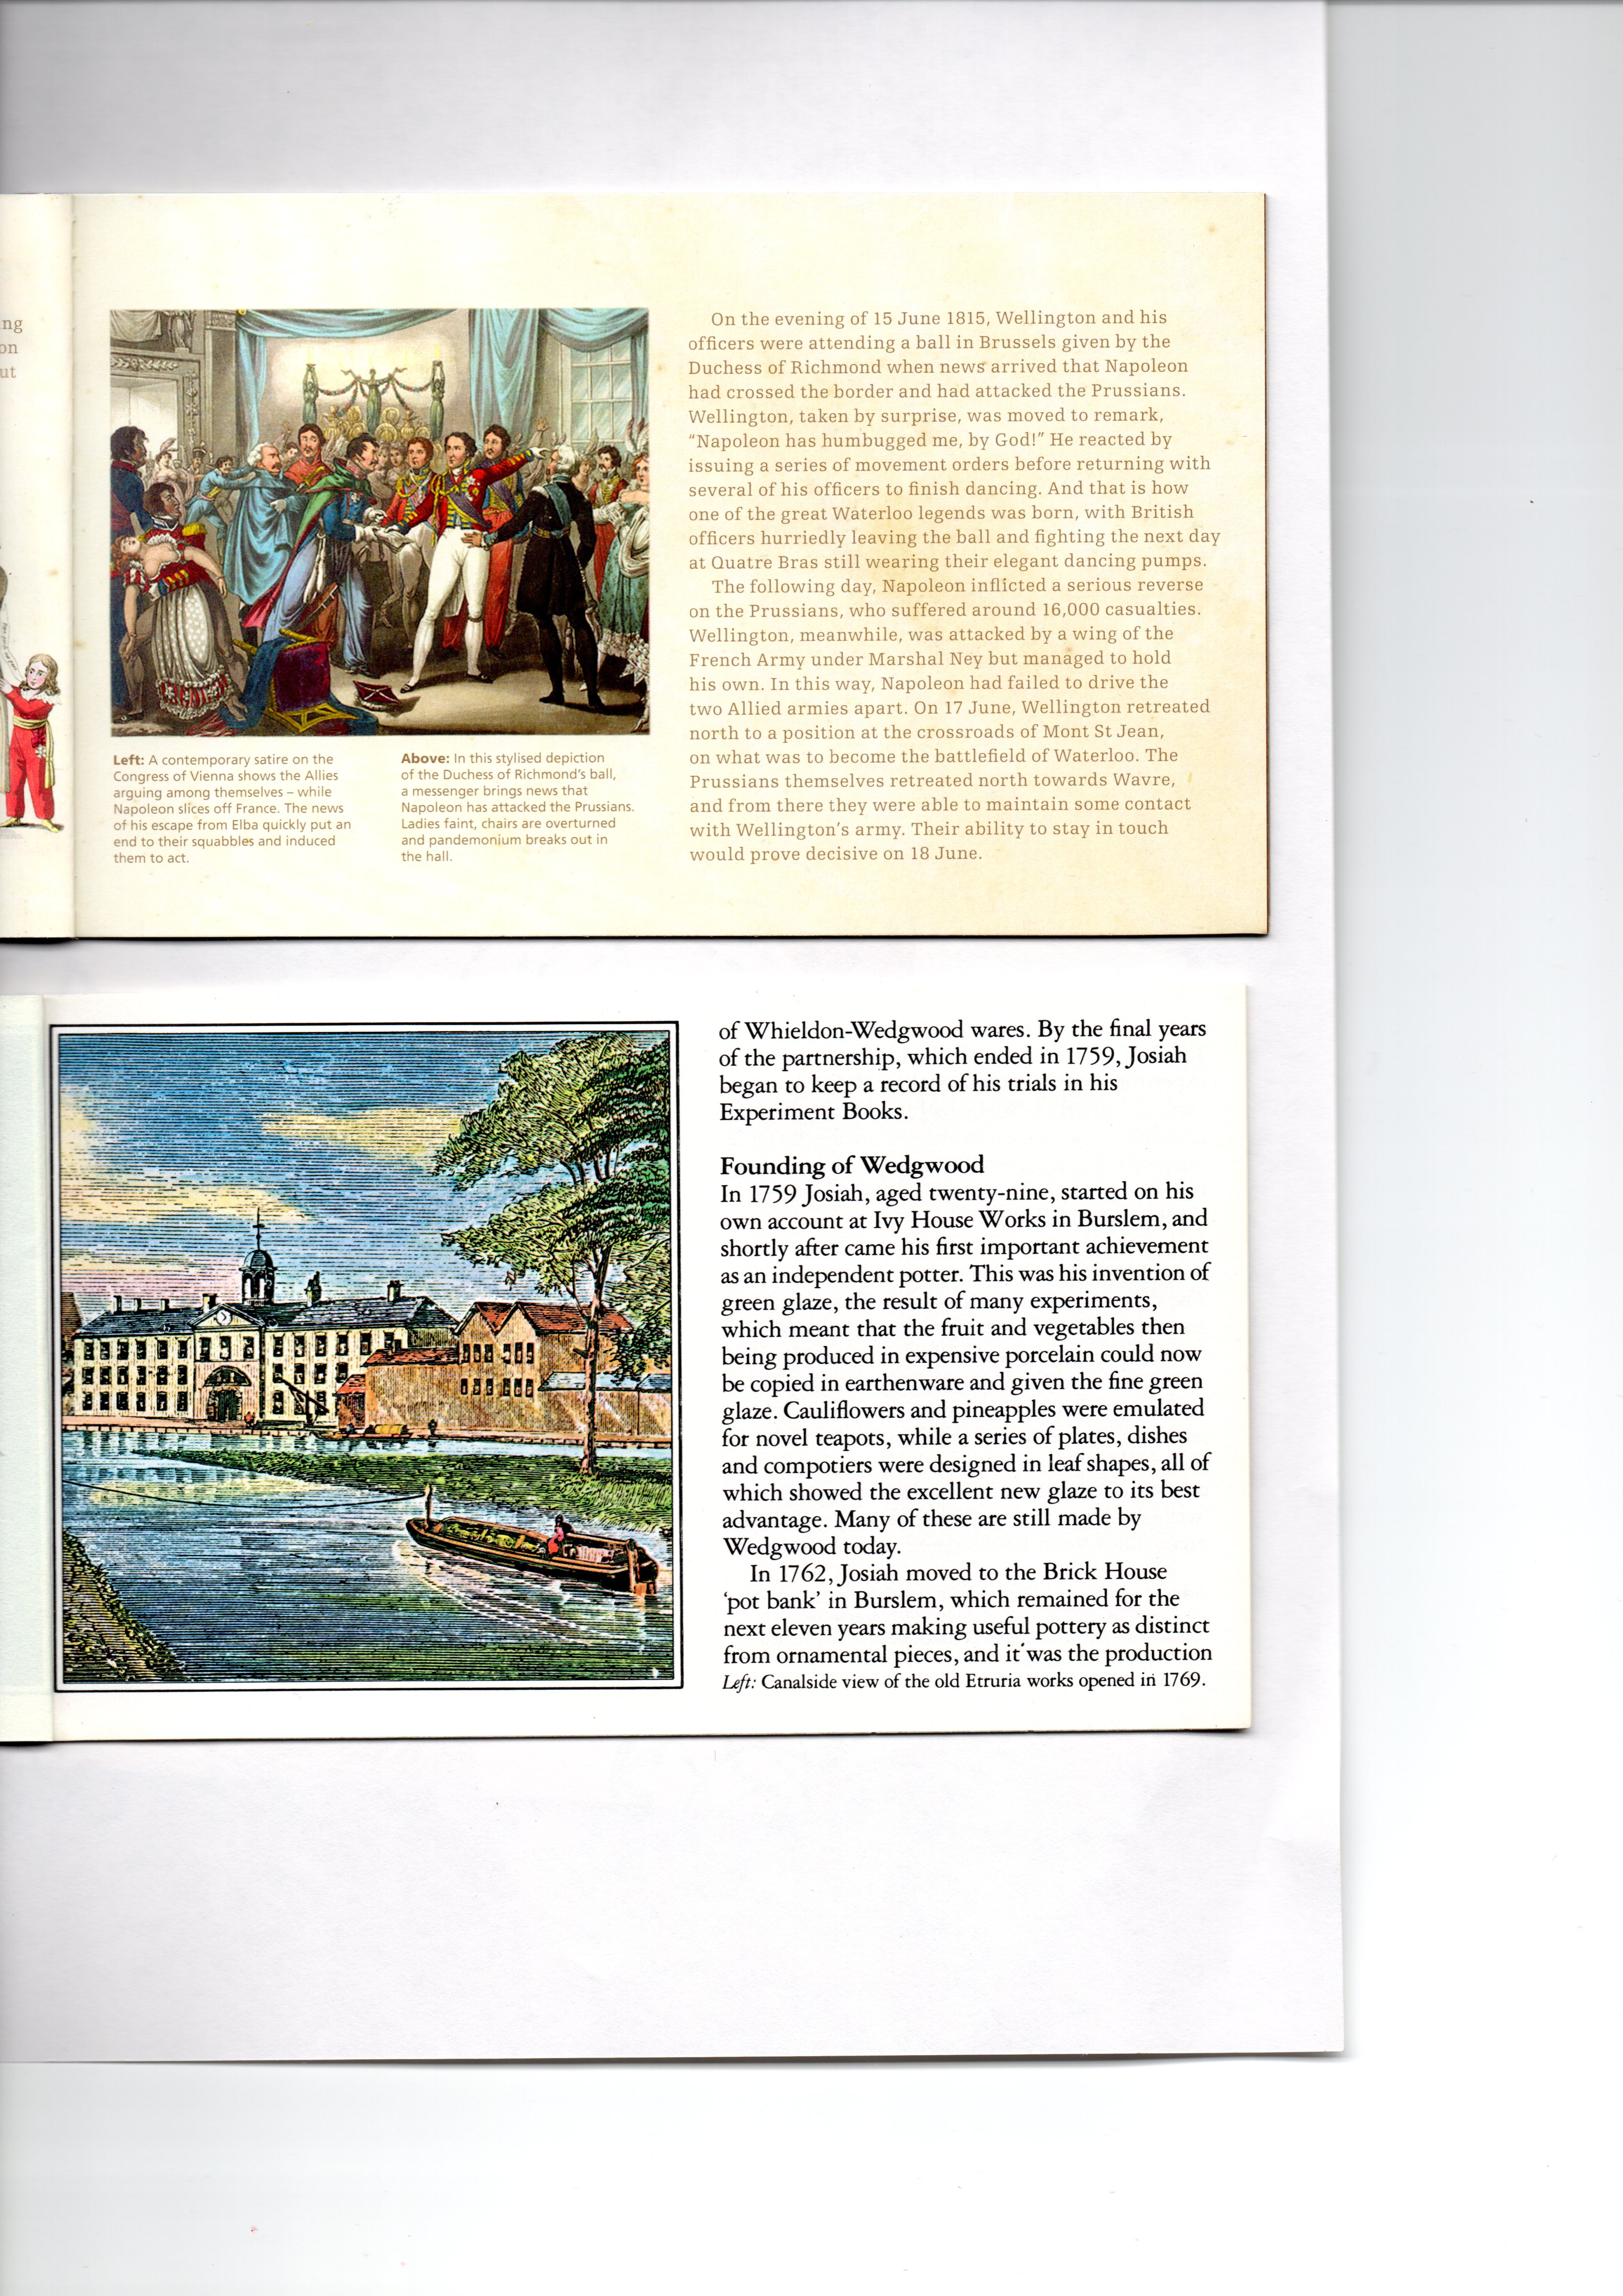 ng
on
ut
On the evening of 15 June 1815, Wellington and his
officers were attending a ball in Brussels given by the
Duchess of Richmond when news arrived that Napoleon
had crossed the border and had attacked the Prussians.
Wellington, taken by surprise, was moved to remark,
“Napoleon has humbugged me, by God!” He reacted by
issuing a series of movement orders before returning with
several of his officers to finish dancing. And that is how
one of the great Waterloo legends was born, with British
officers hurriedly leaving the ball and fighting the next day
at Quatre Bras still wearing their elegant dancing pumps.
The following day, Napoleon inflicted a serious reverse
on the Prussians, who suffered around 16,000 casualties.
Wellington, meanwhile, was attacked by a wing of the
French Army under Marshal Ney but managed to hold
his own. In this way, Napoleon had failed to drive the
two Allied armies apart. On 17 June, Wellington retreated
north to a position at the crossroads of Mont St Jean,
on what was to become the battlefield of Waterloo. The
Prussians themselves retreated north towards Wavre,
and from there they were able to maintain some contact
with Wellington’s army. Their ability to stay in touch
would prove decisive on 18 June.
Left: A contemporary satire on the
Congress of Vienna shows the Allies
arguing among themselves – while
Napoleon slices off France. The news
of his escape from Elba quickly put an
end to their squabbles and induced
them to act.
Above: In this stylised depiction
of the Duchess of Richmond’s ball,
a messenger brings news that
Napoleon has attacked the Prussians.
Ladies faint, chairs are overturned
and pandemonium breaks out in
the hall.
of Whieldon-Wedgwood wares. By the final years
of the partnership, which ended in 1759, Josiah
began to keep a record of his trials in his
Experiment Books.
Founding of Wedgwood
In 1759 Josiah, aged twenty-nine, started on his
own account at Ivy House Works in Burslem, and
shortly after came his first important achievement
as an independent potter. This was his invention of
green glaze, the result of many experiments,
which meant that the fruit and vegetables then
being produced in expensive porcelain could now
be copied in earthenware and given the fine green
glaze. Cauliflowers and pineapples were emulated
for novel teapots, while a series of plates, dishes
and compotiers were designed in leaf shapes, all of
which showed the excellent new glaze to its best
advantage. Many of these are still made by
Wedgwood today.
In 1762, Josiah moved to the Brick House
‘pot bank’ in Burslem, which remained for the
next eleven years making useful pottery as distinct
from ornamental pieces, and it was the production
Left: Canalside view of the old Etruria works opened in 1769.